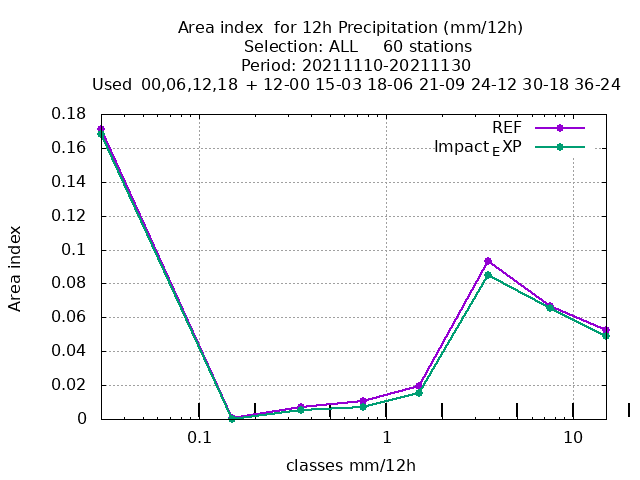 Area index  for 12h Precipitation (mm/12h)
Selection: ALL     60 stations
Period: 20211110-20211130
Used  00,06,12,18  + 12-00 15-03 18-06 21-09 24-12 30-18 36-24
REF
Impact_EXP
0.18
0.16
0.14
0.12
0.1
0.08
0.06
0.04
0.02
0
Area index
0.1 1 10
classes mm/12h